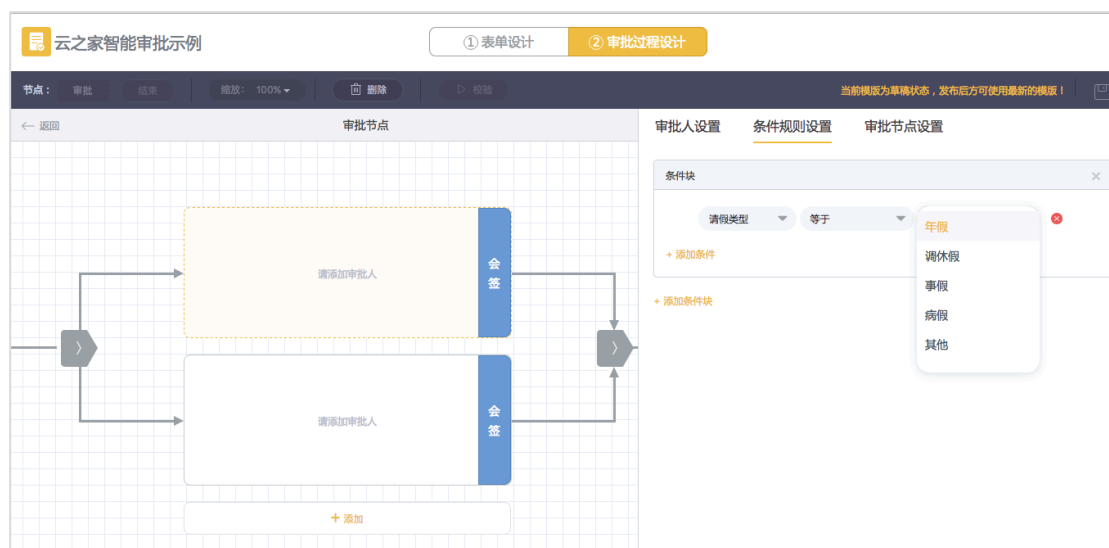 云之家智能审批示例
① 表单设计
② 审批过程设计
节点：
审批
结束
缩放： 100%
删除
校验
当前模版为草稿状态，发布后方可使用最新的模版！
← 返回
审批节点
审批人设置
条件规则设置
审批节点设置
条件块
请假类型
等于
年假
调休假
事假
病假
其他
+ 添加条件
+ 添加条件块
请添加审批人
会签
请添加审批人
会签
+ 添加